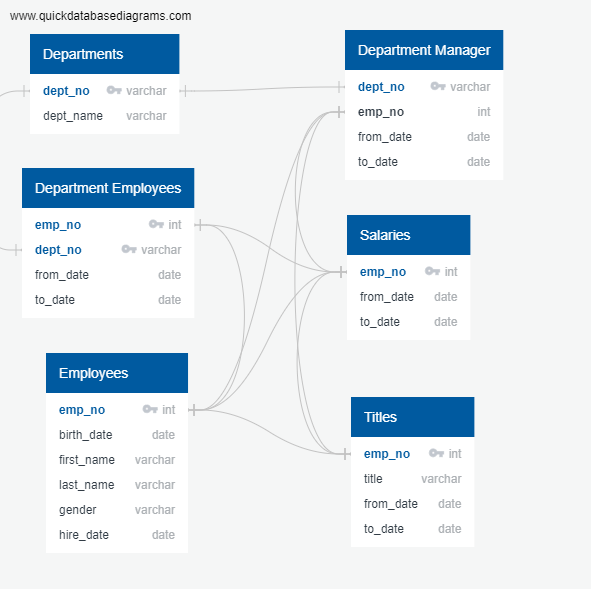 www.quickdatabasediagrams.com
Departments
dept_no varchar
dept_name varchar
Department Manager
dept_no varchar
emp_no int
from_date date
to_date date
Department Employees
emp_no int
dept_no varchar
from_date date
to_date date
Salaries
emp_no int
from_date date
to_date date
Employees
emp_no int
birth_date date
first_name varchar
last_name varchar
gender varchar
hire_date date
Titles
emp_no int
title varchar
from_date date
to_date date